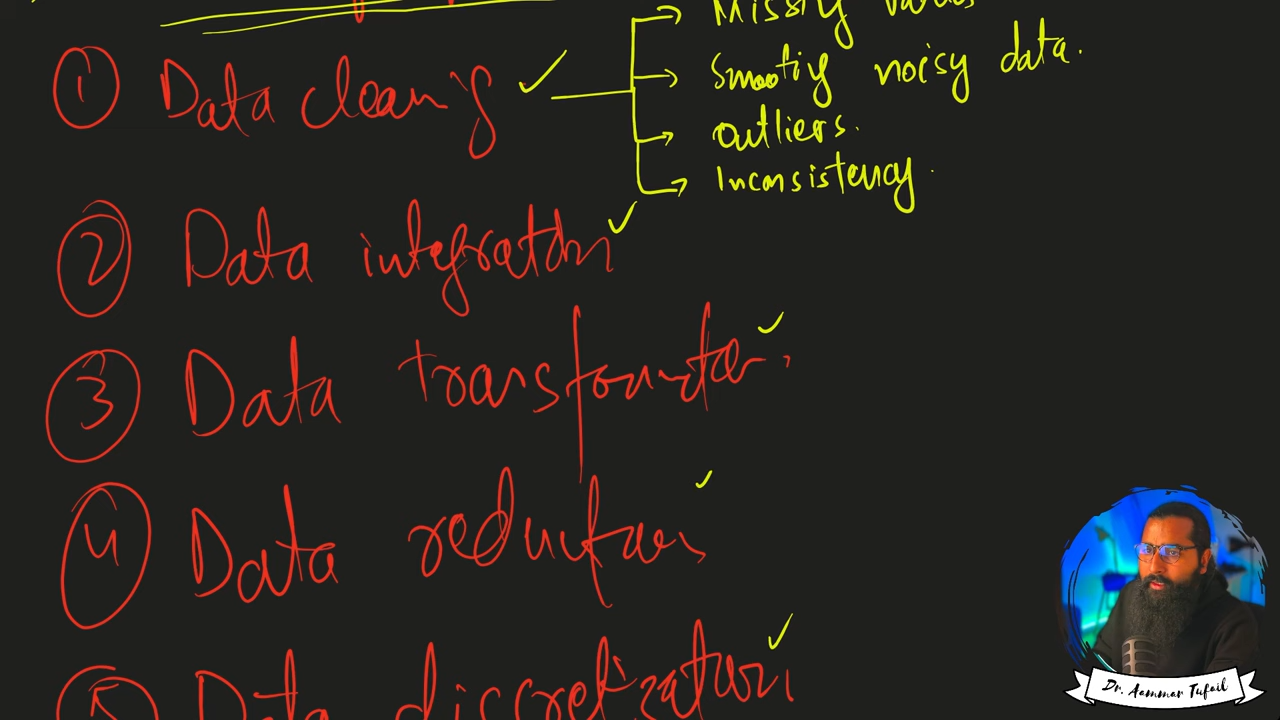 Missing values
① Data cleaning ✓
Smooting noisy data.
outliers.
Inconsistency.
② Data integration ✓
③ Data transformation ✓
④ Data reduction ✓
⑤ Data discretization ✓
Dr. Aammar Tufail